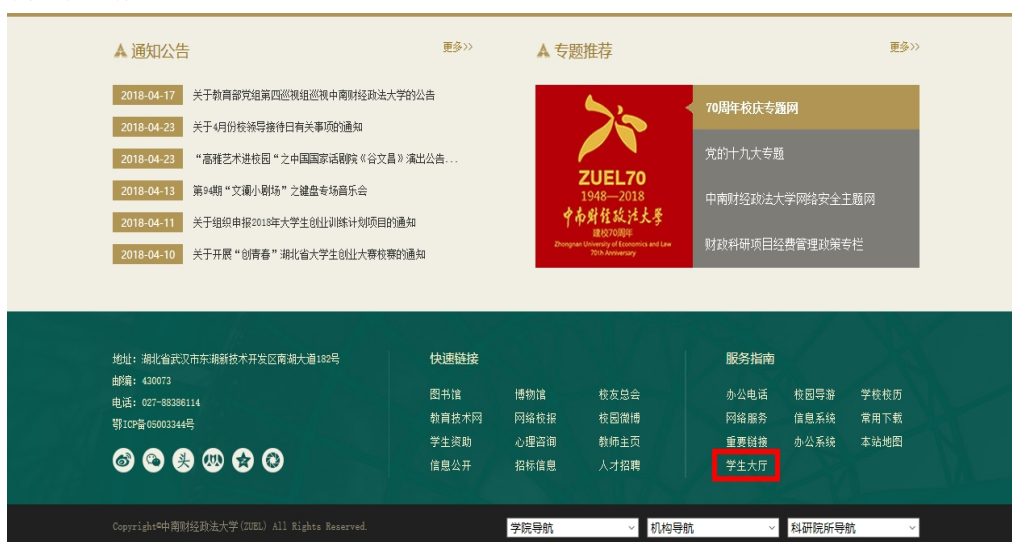 通知公告
更多>>
2018-04-17 关于教育部党组第四巡视组巡视中南财经政法大学的公告
2018-04-23 关于4月份校领导接待日有关事项的通知
2018-04-23 “高雅艺术进校园“之中国国家话剧院《谷文昌》演出公告...
2018-04-13 第94期“文澜小剧场”之键盘专场音乐会
2018-04-11 关于组织申报2018年大学生创业训练计划项目的通知
2018-04-10 关于开展“创青春”湖北省大学生创业大赛校赛的通知
专题推荐
更多>>
ZUEL70
1948—2018
中南财经政法大学
建校70周年
Zhongnan University of Economics and Law
70th Anniversary
70周年校庆专题网
党的十九大专题
中南财经政法大学网络安全主题网
财政科研项目经费管理政策专栏
地址：湖北省武汉市东湖新技术开发区南湖大道182号
邮编：430073
电话：027-88386114
鄂ICP备05003344号
快速链接
图书馆 博物馆 校友总会
教育技术网 网络校报 校园微博
学生资助 心理咨询 教师主页
信息公开 招标信息 人才招聘
服务指南
办公电话 校园导游 学校校历
网络服务 信息系统 常用下载
重要链接 办公系统 本站地图
学生大厅
Copyright©中南财经政法大学(ZUEL) All Rights Reserved.
学院导航 机构导航 科研院所导航